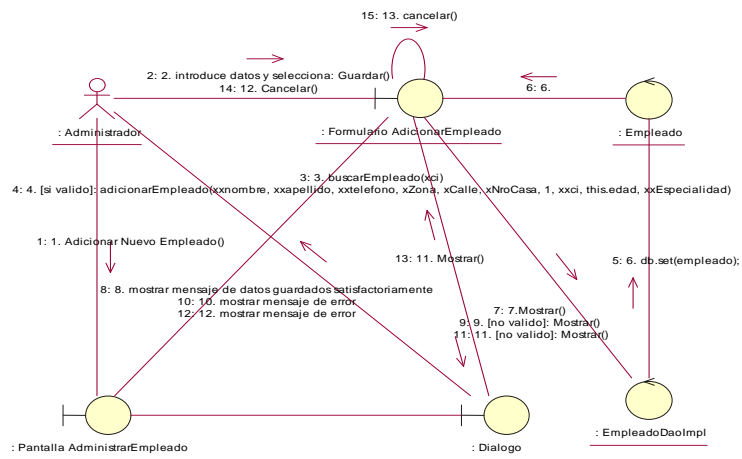 15: 13. cancelar()
2: 2. introduce datos y selecciona: Guardar()
14: 12. Cancelar()
6: 6.
: Administrador
: Formulario AdicionarEmpleado
: Empleado
3: 3. buscarEmpleado(xci)
4: 4. [si valido]: adicionarEmpleado(xxnombre, xxapellido, xxtelefono, xZona, xCalle, xNroCasa, 1, xxci, this.edad, xxEspecialidad)
1: 1. Adicionar Nuevo Empleado()
13: 11. Mostrar()
5: 6. db.set(empleado);
8: 8. mostrar mensaje de datos guardados satisfactoriamente
10: 10. mostrar mensaje de error
12: 12. mostrar mensaje de error
7: 7.Mostrar()
9: 9. [no valido]: Mostrar()
11: 11. [no valido]: Mostrar()
: Pantalla AdministrarEmpleado
: Dialogo
: EmpleadoDaoImpl